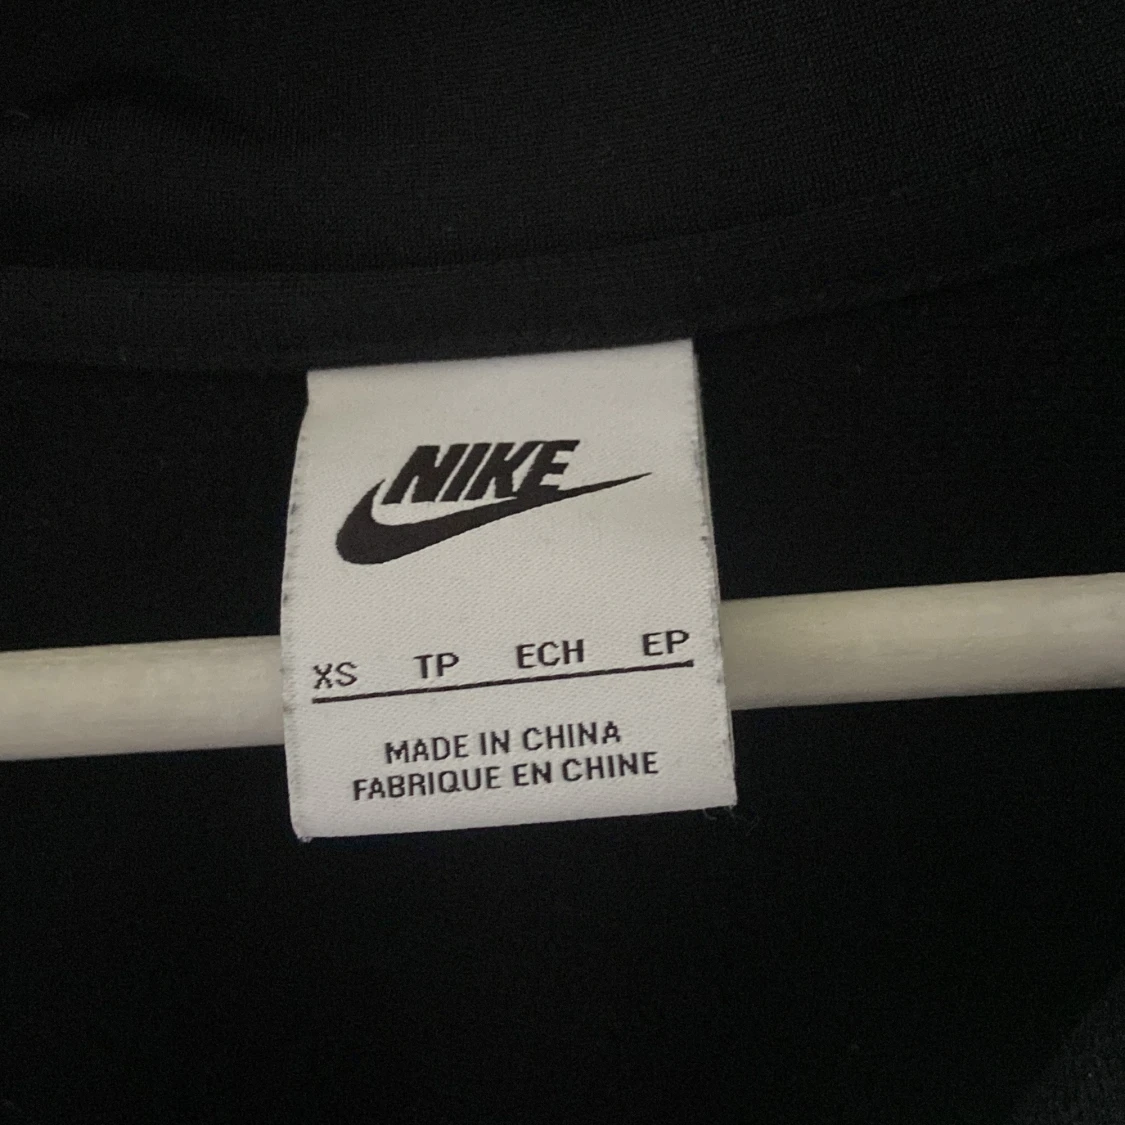 NIKE
XS TP ECH EP
MADE IN CHINA
FABRIQUE EN CHINE